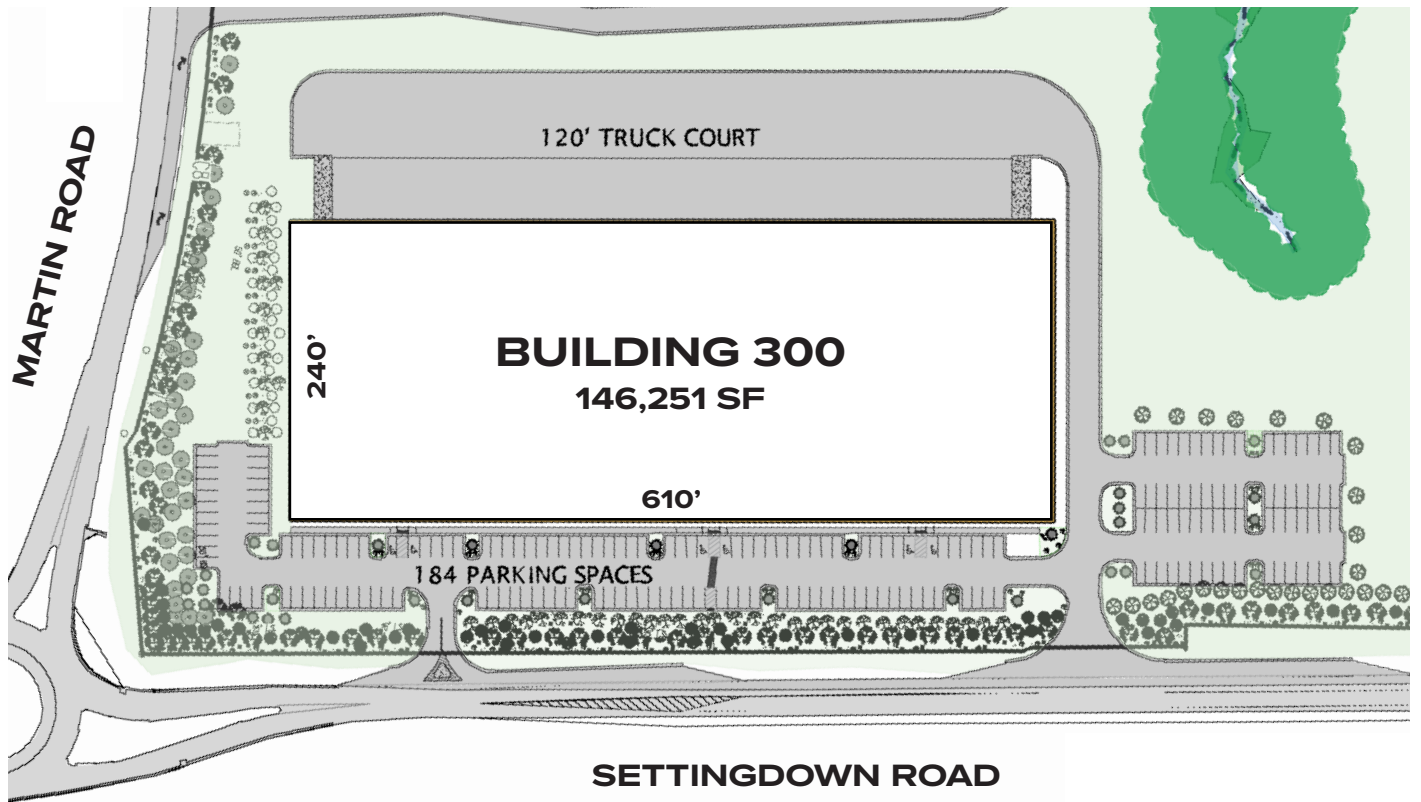 MARTIN ROAD
120' TRUCK COURT
BUILDING 300
146,251 SF
240’
610’
184 PARKING SPACES
SETTINGDOWN ROAD